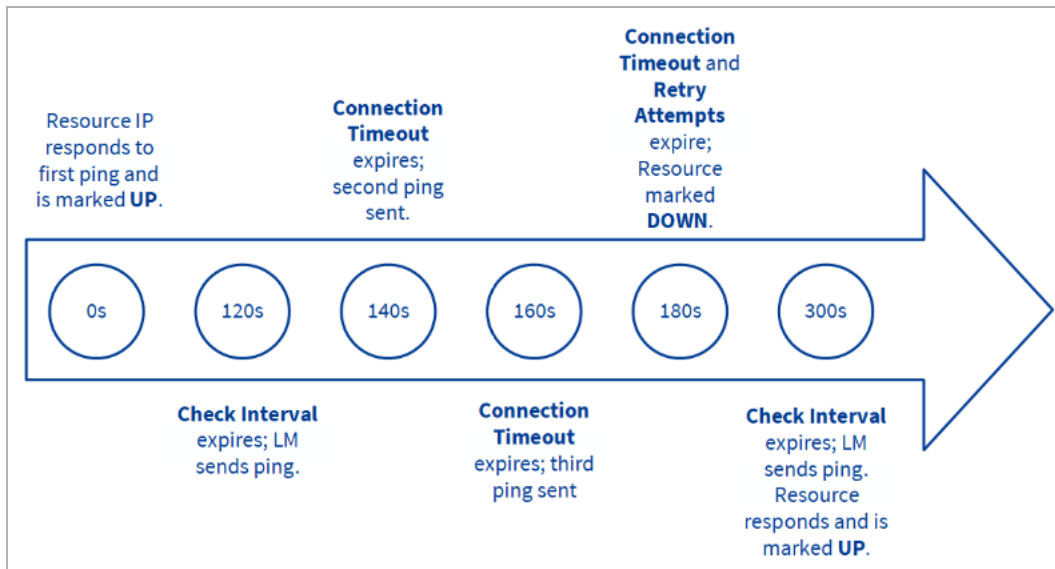 Resource IP
responds to
first ping and
is marked UP.
0s
Check Interval
expires; LM
sends ping.
120s
Connection
Timeout
expires;
second ping
sent.
140s
160s
Connection
Timeout
expires; third
ping sent
Connection
Timeout and
Retry
Attempts
expire;
Resource
marked
DOWN.
180s
300s
Check Interval
expires; LM
sends ping.
Resource
responds and is
marked UP.